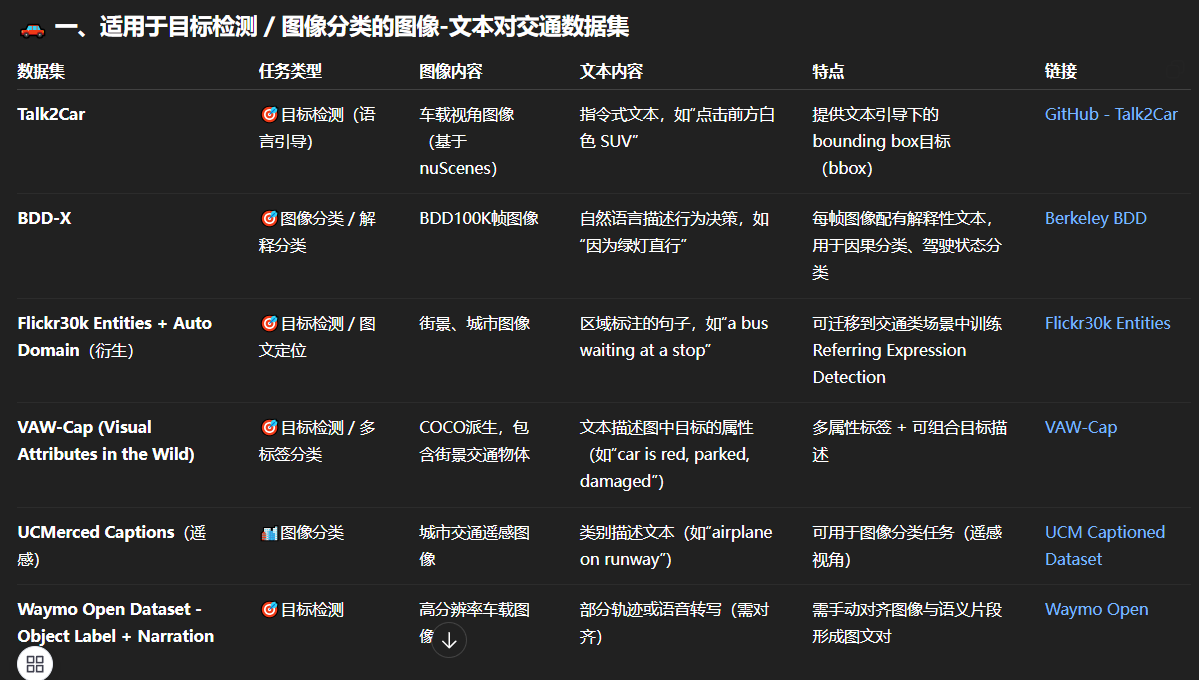 一、适用于目标检测 / 图像分类的图像-文本对交通数据集
数据集 任务类型 图像内容 文本内容 特点 链接
Talk2Car 🎯 目标检测（语 车载视角图像 指令式文本，如“点击前方白 提供文本引导下的 GitHub - Talk2Car
言引导） （基于 色 SUV” bounding box目标
nuScenes） （bbox）
BDD-X 🎯 图像分类 / 解 BDD100K帧图像 自然语言描述行为决策，如 每帧图像配有解释性文本， Berkeley BDD
释分类 “因为绿灯直行” 用于因果分类、驾驶状态分
类
Flickr30k Entities + Auto 🎯 目标检测 / 图 街景、城市图像 区域标注的句子，如“a bus 可迁移到交通类场景中训练 Flickr30k Entities
Domain（衍生） 文定位 waiting at a stop” Referring Expression
Detection
VAW-Cap (Visual 🎯 目标检测 / 多 COCO派生，包 文本描述图中目标的属性 多属性标签 + 可组合目标描 VAW-Cap
Attributes in the Wild) 标签分类 含街景交通物体 （如“car is red, parked, 述
damaged”）
UCMerced Captions（遥 🏙️ 图像分类 城市交通遥感图 类别描述文本（如“airplane 可用于图像分类任务（遥感 UCM Captioned
感） 像 on runway”） 视角） Dataset
Waymo Open Dataset - 🎯 目标检测 高分辨率车载图 部分轨迹或语音转写（需对 需手动对齐图像与语义片段 Waymo Open
Object Label + Narration 像 齐） 形成图文对